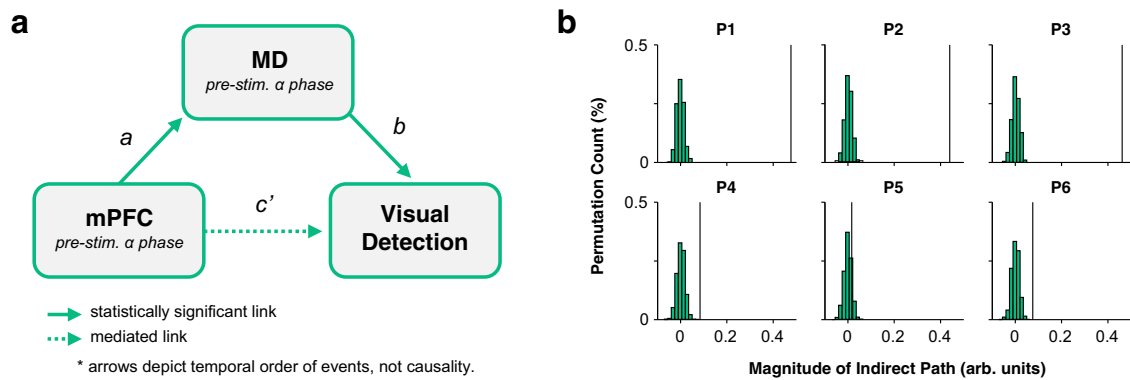 a
MD
pre-stim. α phase
a
b
mPFC
pre-stim. α phase
c'
Visual
Detection
statistically significant link
mediated link
* arrows depict temporal order of events, not causality.
b
P1
P2
P3
0.5
0
P4
P5
P6
0.5
0
0 0.2 0.4
0 0.2 0.4
0 0.2 0.4
Permutation Count (%)
Magnitude of Indirect Path (arb. units)